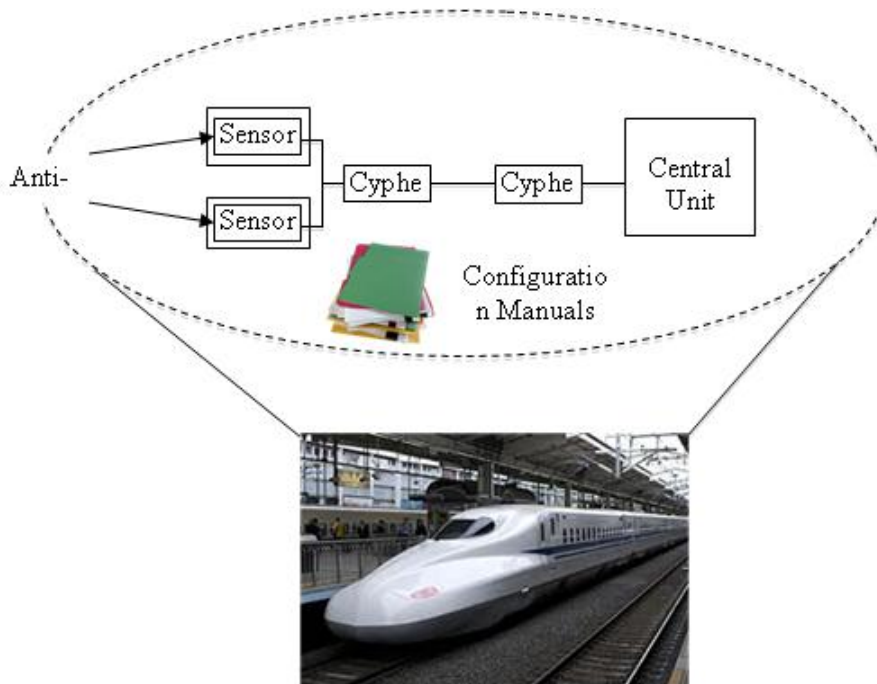 Sensor
Anti-
Sensor
Cyphe
Cyphe
Central
Unit
Configuratio
n Manuals